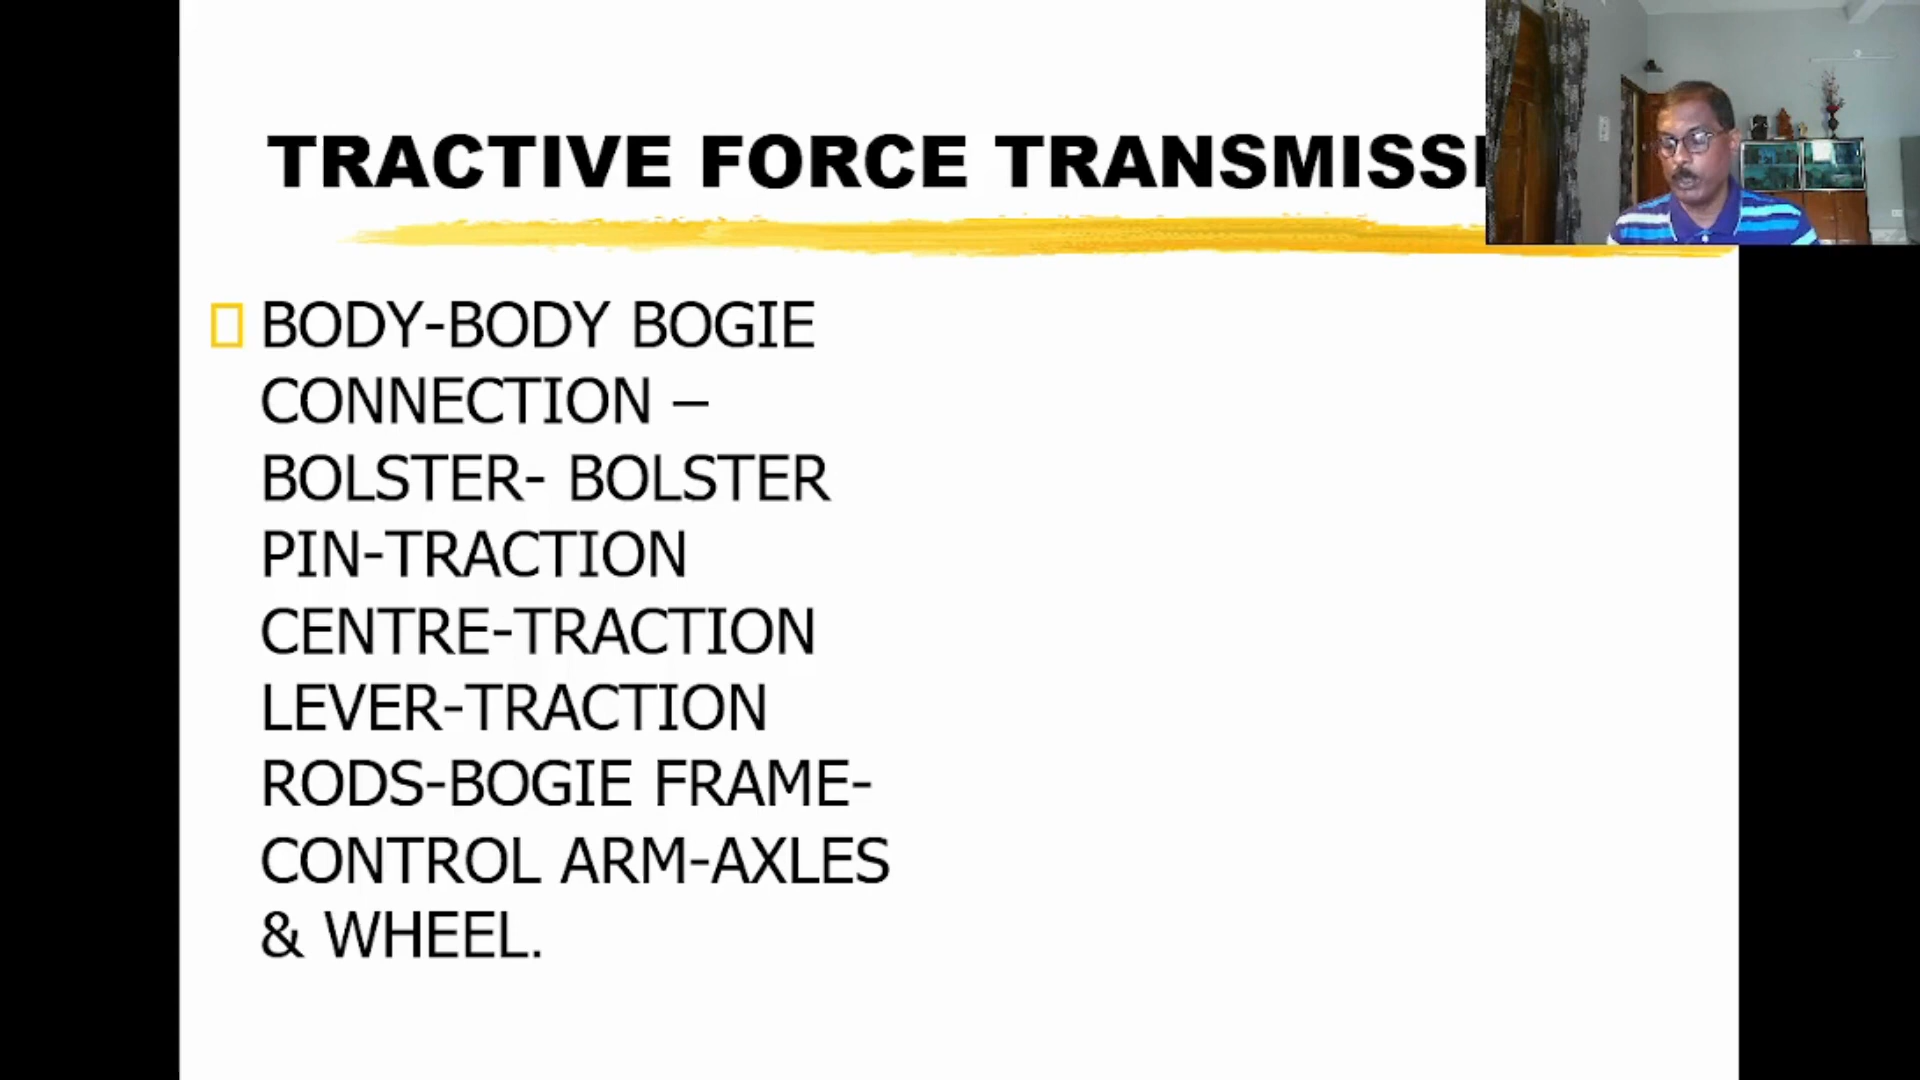 TRACTIVE FORCE
BODY-BODY BOGIE
CONNECTION –
BOLSTER- BOLSTER
PIN-TRACTION
CENTRE-TRACTION
LEVER-TRACTION
RODS-BOGIE FRAME-
CONTROL ARM-AXLES
& WHEEL.